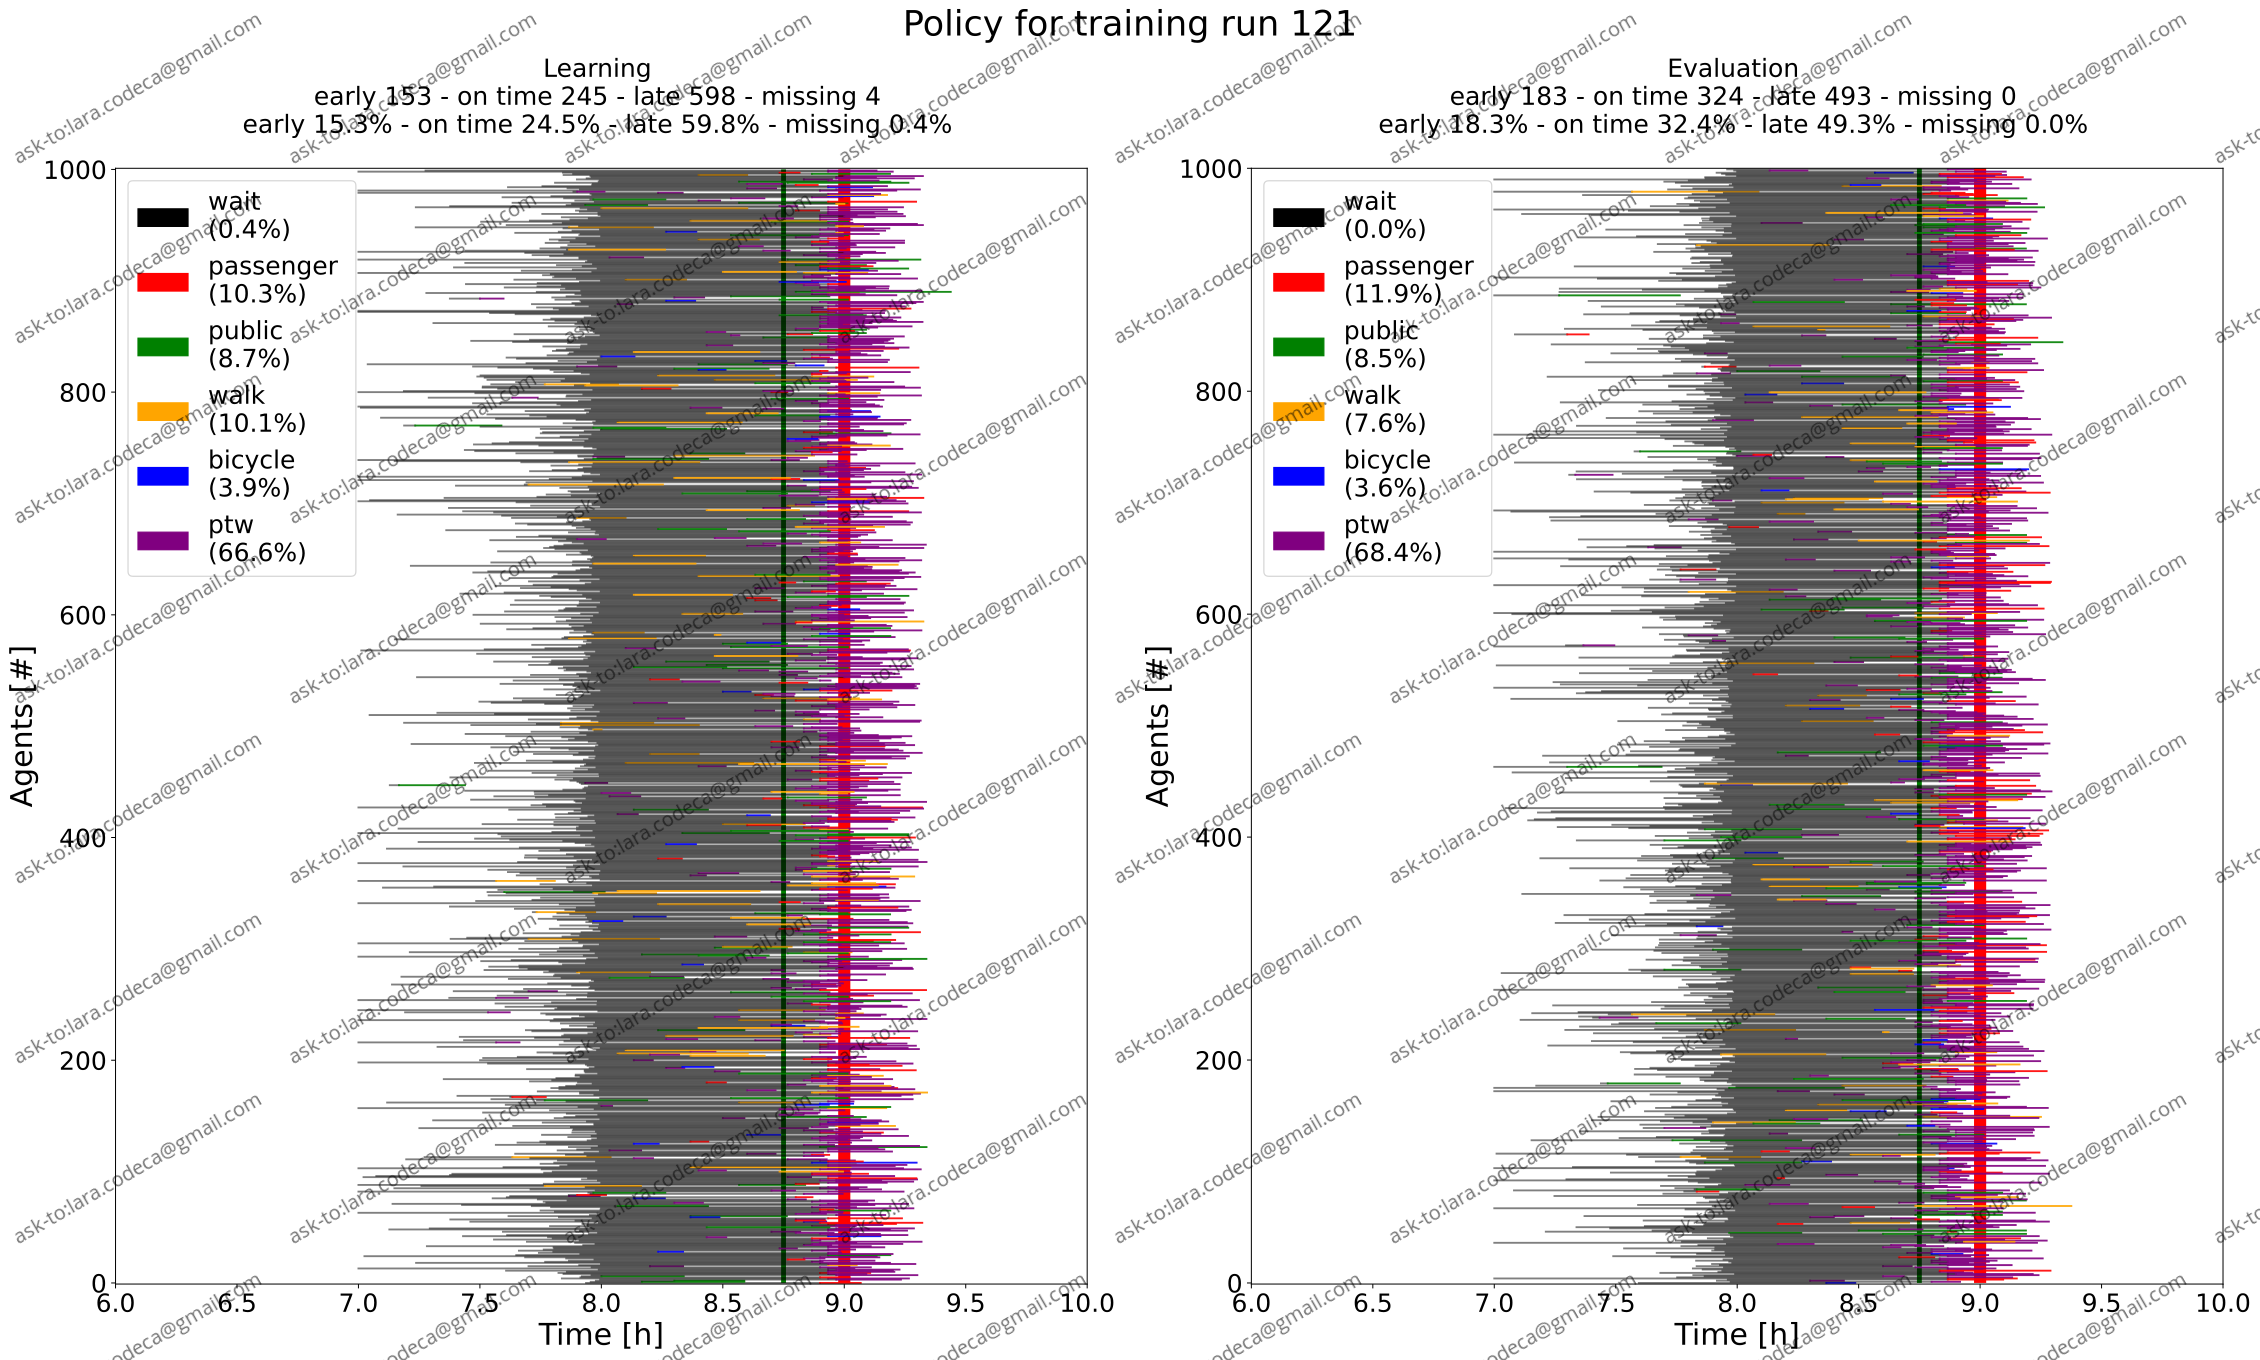 Policy for training run 121
Learning
early 153 - on time 245 - late 598 - missing 4
early 15.3% - on time 24.5% - late 59.8% - missing 0.4%
1000
800
600
400
200
0
Agents [#]
wait
(0.4%)
passenger
(10.3%)
public
(8.7%)
walk
(10.1%)
bicycle
(3.9%)
ptw
(66.6%)
6.0 6.5 7.0 7.5 8.0 8.5 9.0 9.5 10.0
Time [h]
Evaluation
early 183 - on time 324 - late 493 - missing 0
early 18.3% - on time 32.4% - late 49.3% - missing 0.0%
1000
800
600
400
200
0
Agents [#]
wait
(0.0%)
passenger
(11.9%)
public
(8.5%)
walk
(7.6%)
bicycle
(3.6%)
ptw
(68.4%)
6.0 6.5 7.0 7.5 8.0 8.5 9.0 9.5 10.0
Time [h]
ask-to:lara.codeca@gmail.com